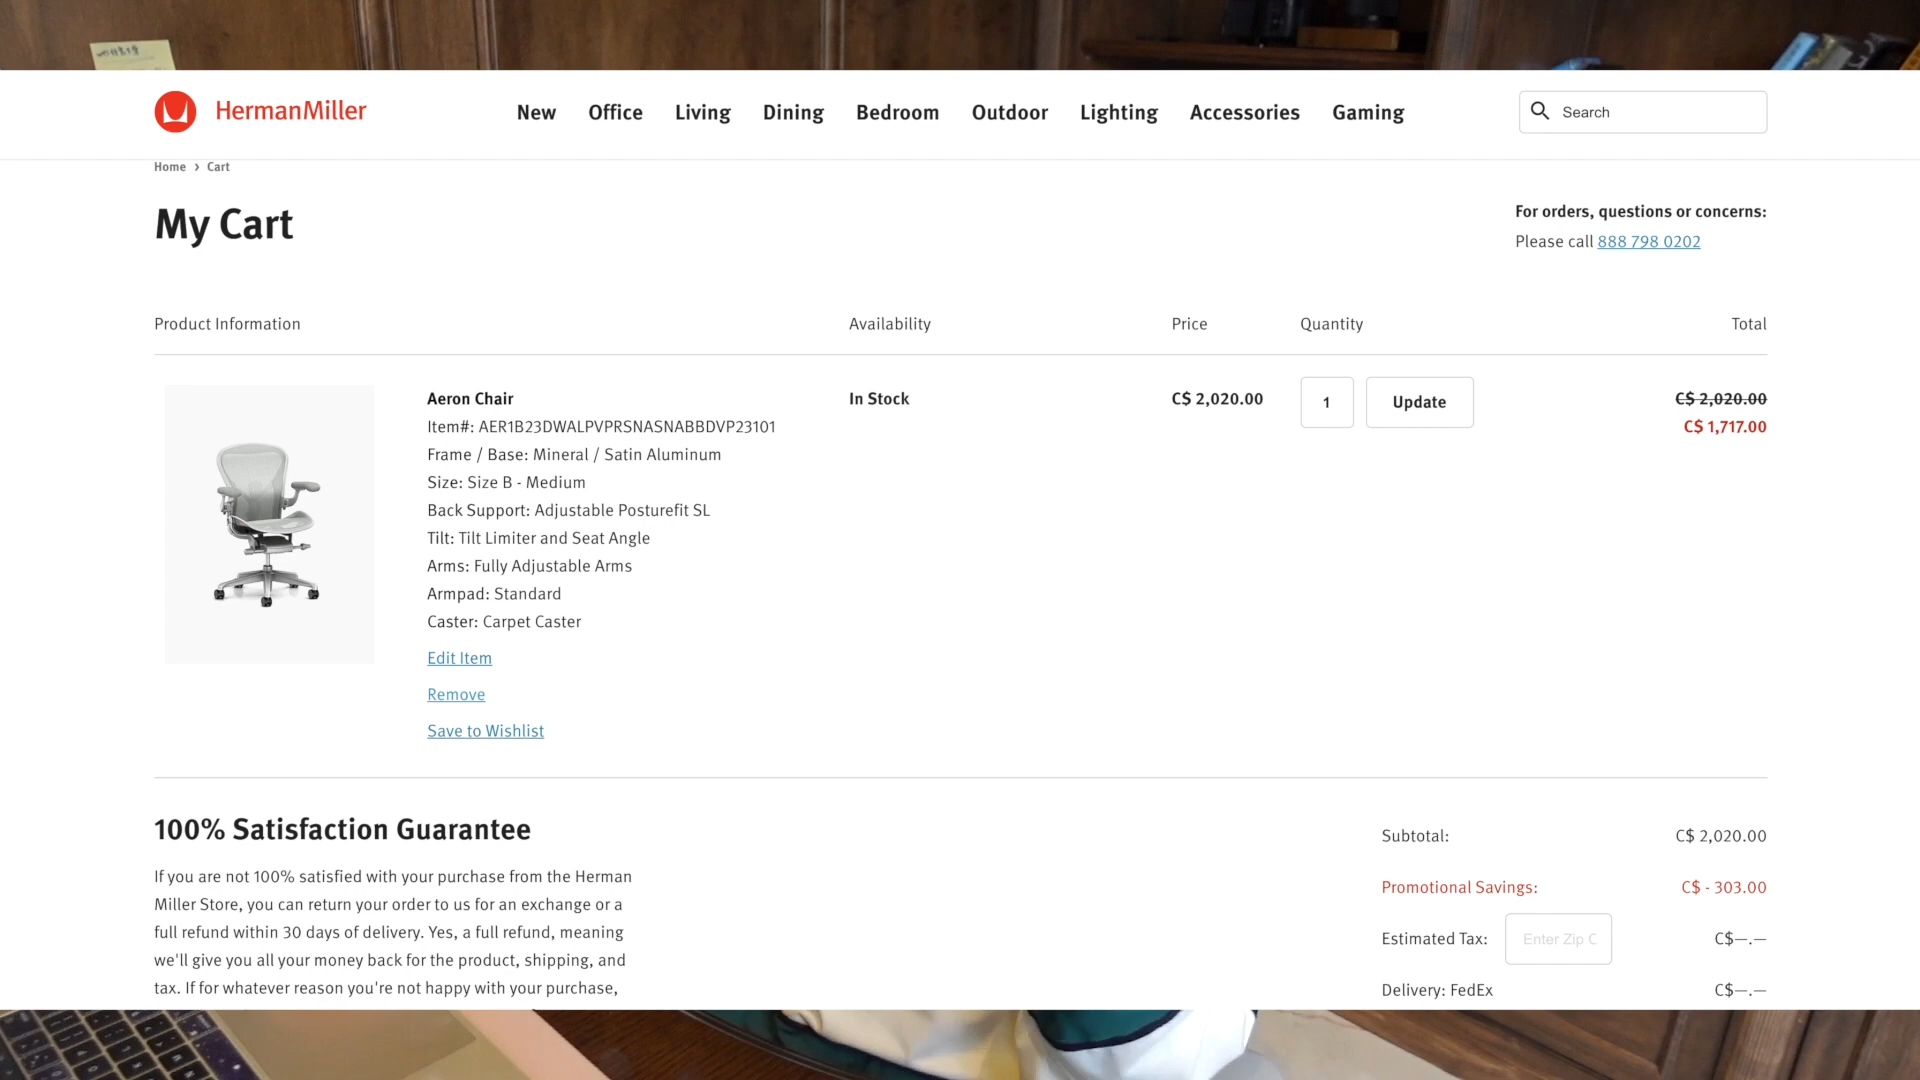 HermanMiller
New Office Living Dining Bedroom Outdoor Lighting Accessories Gaming
Search
Home > Cart
My Cart
For orders, questions or concerns:
Please call 888 798 0202
Product Information Availability Price Quantity Total
Aeron Chair In Stock C$ 2,020.00 1 Update C$ 2,020.00
C$ 1,717.00
Item#: AER1B23DWALPVPRSNASNABBDVP23101
Frame / Base: Mineral / Satin Aluminum
Size: Size B - Medium
Back Support: Adjustable Posturefit SL
Tilt: Tilt Limiter and Seat Angle
Arms: Fully Adjustable Arms
Armpad: Standard
Caster: Carpet Caster
Edit Item
Remove
Save to Wishlist
100% Satisfaction Guarantee
If you are not 100% satisfied with your purchase from the Herman
Miller Store, you can return your order to us for an exchange or a
full refund within 30 days of delivery. Yes, a full refund, meaning
we'll give you all your money back for the product, shipping, and
tax. If for whatever reason you're not happy with your purchase,
Subtotal: C$ 2,020.00
Promotional Savings: C$ - 303.00
Estimated Tax: Enter Zip C C$—.—
Delivery: FedEx C$—.—